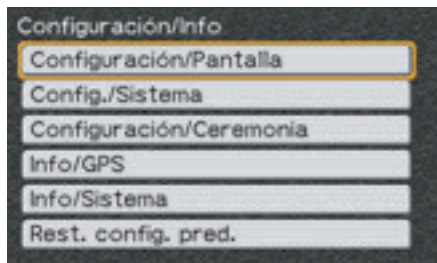 Configuración/Info
Configuración/Pantalla
Config./Sistema
Configuración/Ceremonia
Info/GPS
Info/Sistema
Rest. config. pred.